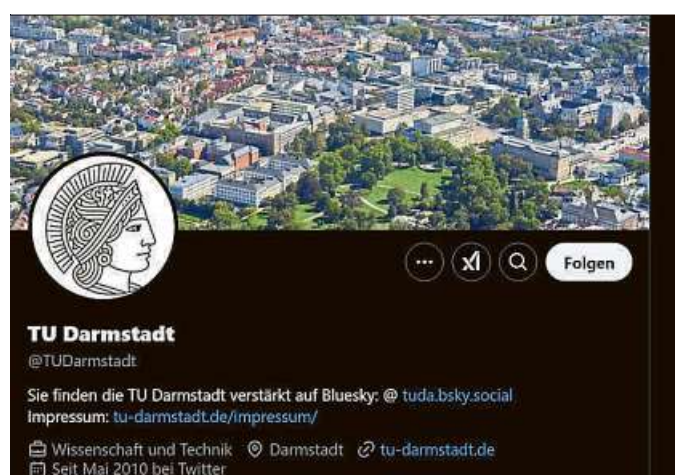 Folgen
TU Darmstadt
@TUDarmstadt
Sie finden die TU Darmstadt verstärkt auf Bluesky: @ tuda.bsky.social
Impressum: tu-darmstadt.de/impressum/
Wissenschaft und Technik Darmstadt tu-darmstadt.de
Seit Mai 2010 bei Twitter